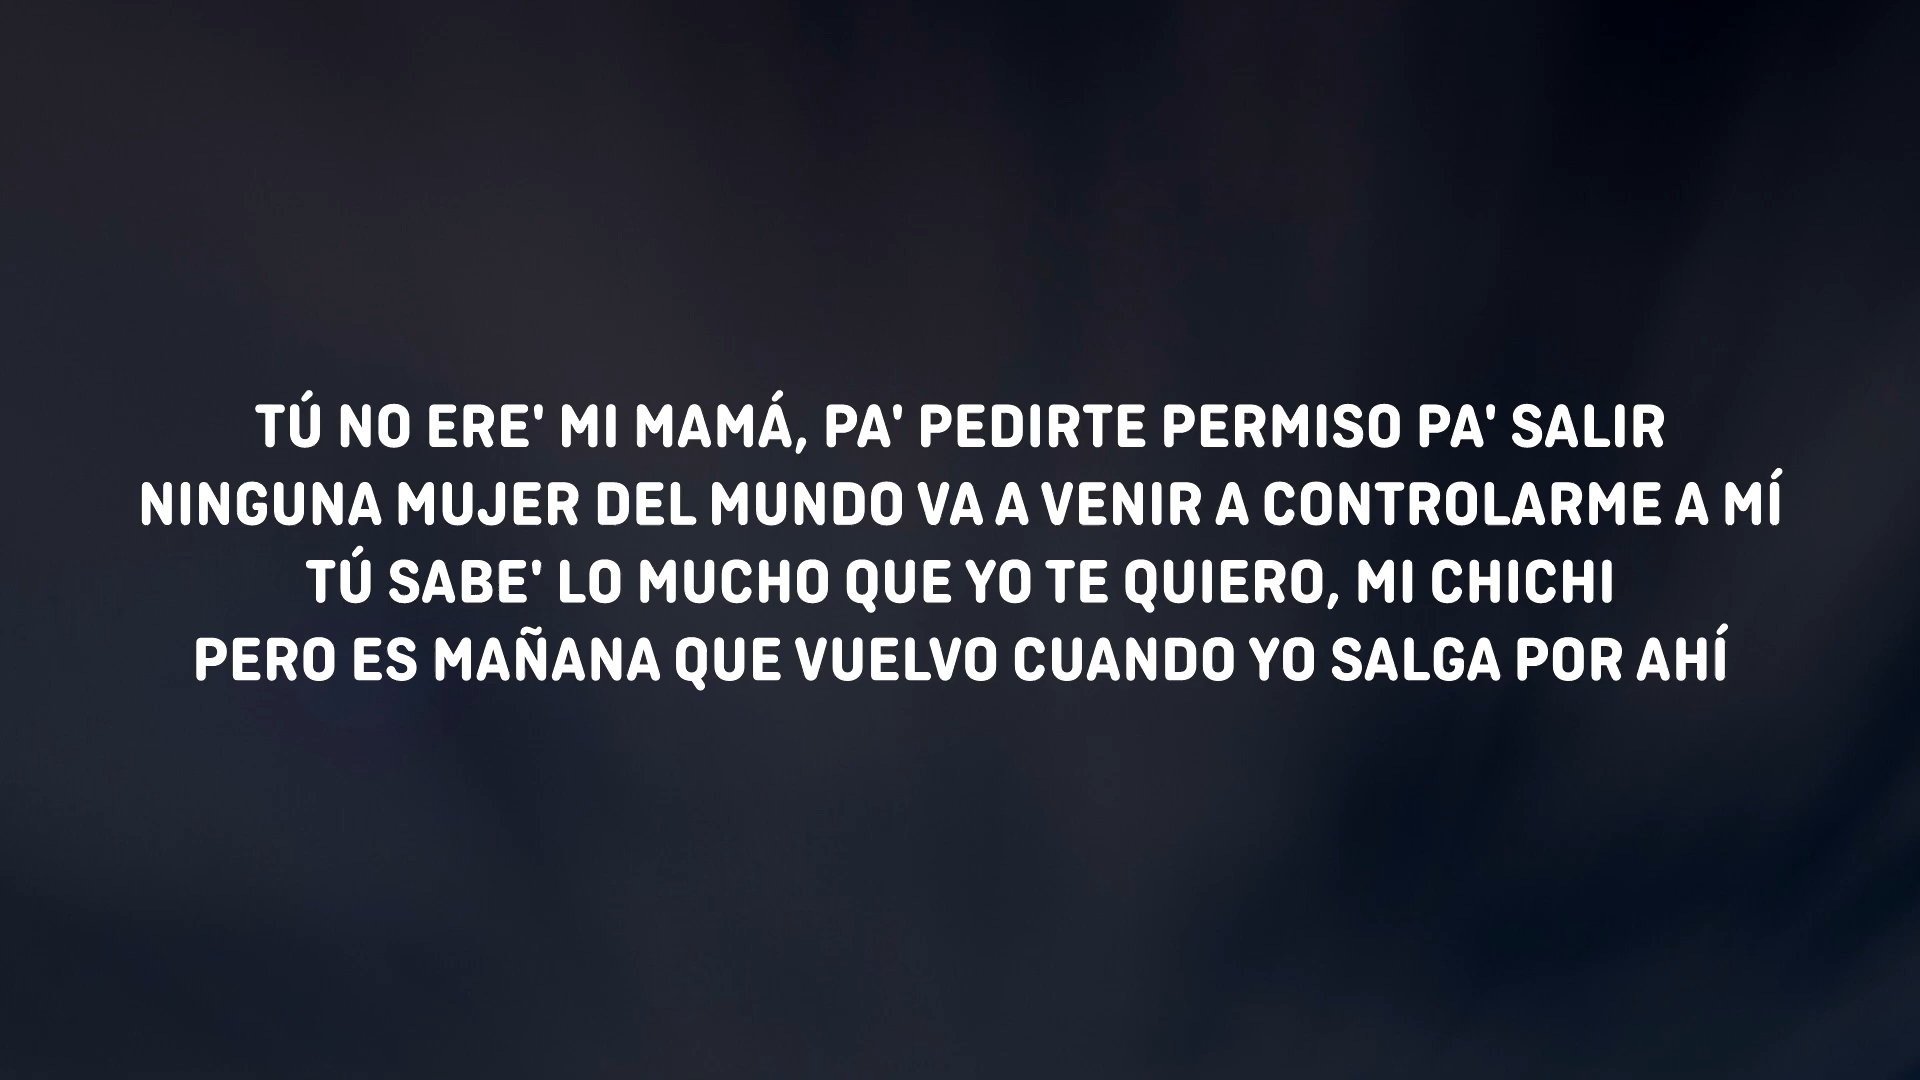 TÚ NO ERE' MI MAMÁ, PA' PEDIRTE PERMISO PA' SALIR
NINGUNA MUJER DEL MUNDO VA A VENIR A CONTROLARME A MÍ
TÚ SABE' LO MUCHO QUE YO TE QUIERO, MI CHICHI
PERO ES MAÑANA QUE VUELVO CUANDO YO SALGA POR AHÍ